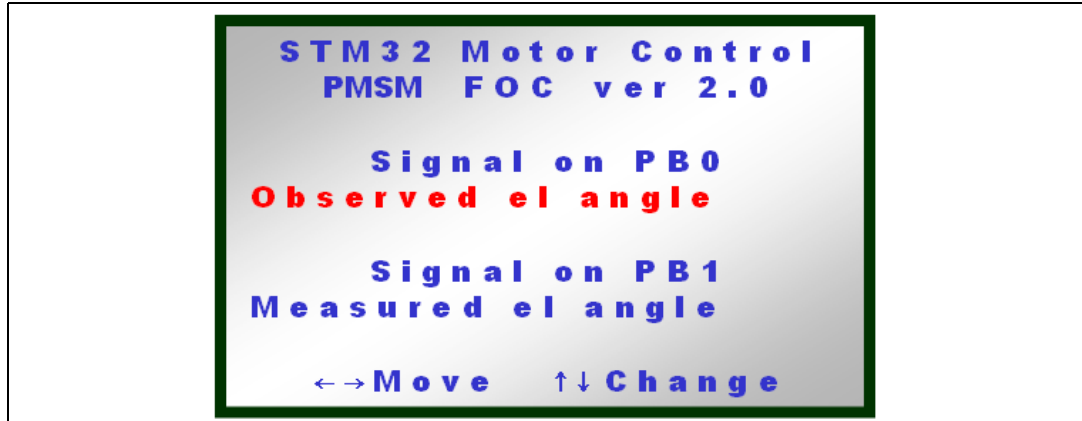 STM32 Motor Control
PMSM FOC ver 2.0
Signal on PB0
Observed el angle
Signal on PB1
Measured el angle
←→Move ↑↓Change